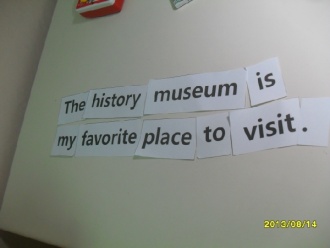 The history museum is
my favorite place to visit.
2013/08/14